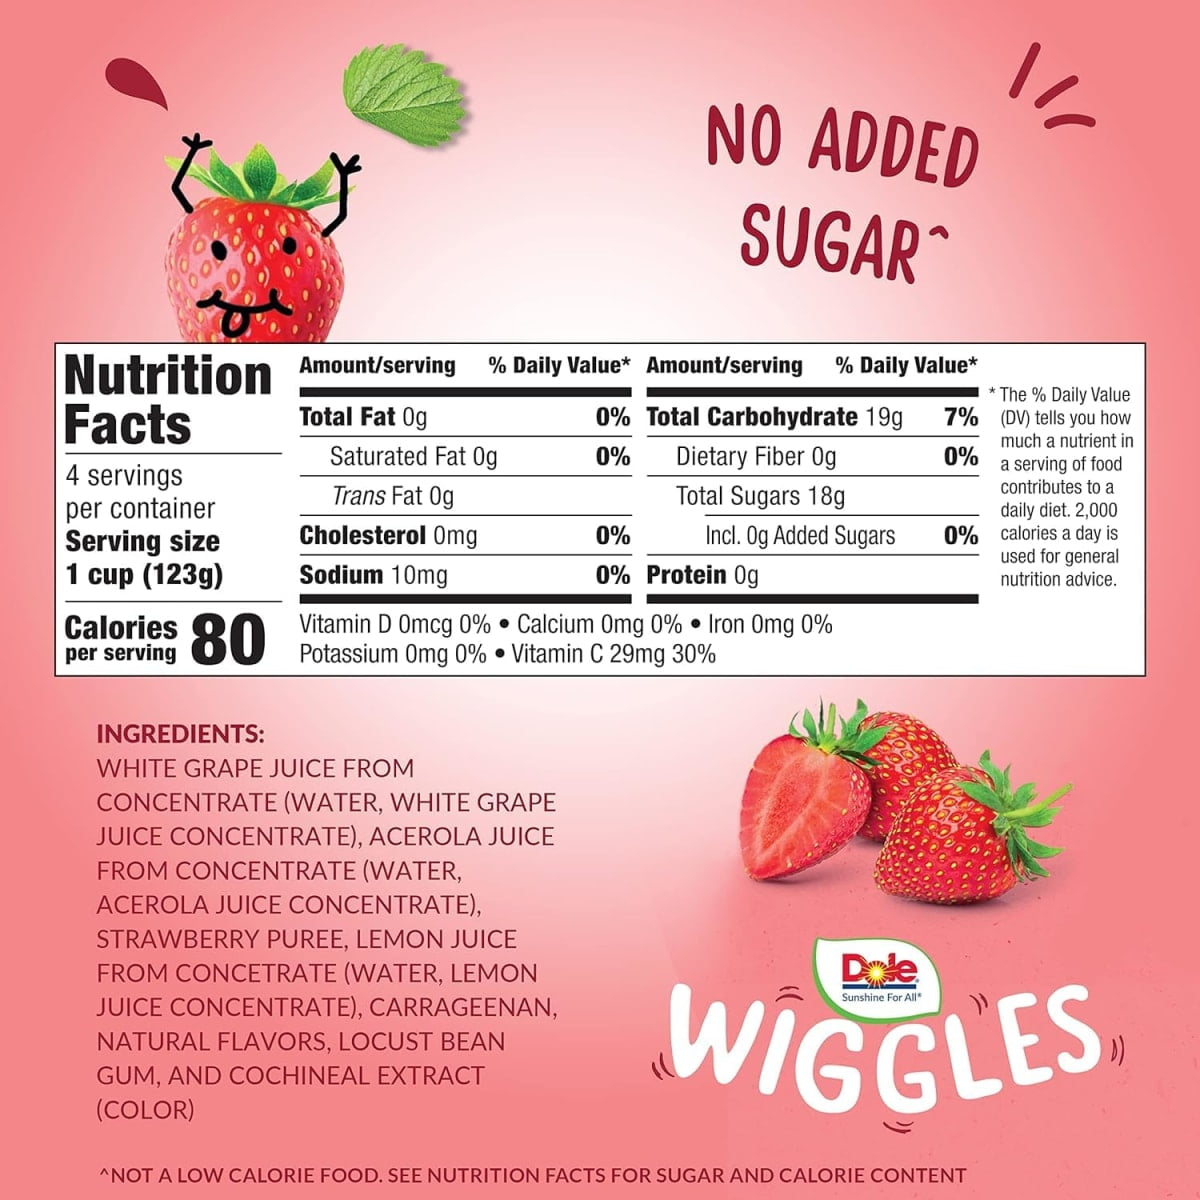 NO ADDED
SUGAR^
Nutrition
Facts
4 servings
per container
Serving size
1 cup (123g)
Calories
per serving
80
Amount/serving % Daily Value*
Total Fat 0g 0%
Saturated Fat 0g 0%
Trans Fat 0g
Cholesterol 0mg 0%
Sodium 10mg 0%
Amount/serving % Daily Value*
Total Carbohydrate 19g 7%
Dietary Fiber 0g 0%
Total Sugars 18g
Incl. 0g Added Sugars 0%
Protein 0g
Vitamin D 0mcg 0% • Calcium 0mg 0% • Iron 0mg 0%
Potassium 0mg 0% • Vitamin C 29mg 30%
* The % Daily Value
(DV) tells you how
much a nutrient in
a serving of food
contributes to a
daily diet. 2,000
calories a day is
used for general
nutrition advice.
INGREDIENTS:
WHITE GRAPE JUICE FROM
CONCENTRATE (WATER, WHITE GRAPE
JUICE CONCENTRATE), ACEROLA JUICE
FROM CONCENTRATE (WATER,
ACEROLA JUICE CONCENTRATE),
STRAWBERRY PUREE, LEMON JUICE
FROM CONCETRATE (WATER, LEMON
JUICE CONCENTRATE), CARRAGEENAN,
NATURAL FLAVORS, LOCUST BEAN
GUM, AND COCHINEAL EXTRACT
(COLOR)
Dole®
Sunshine For All®
WIGGLES
^NOT A LOW CALORIE FOOD. SEE NUTRITION FACTS FOR SUGAR AND CALORIE CONTENT